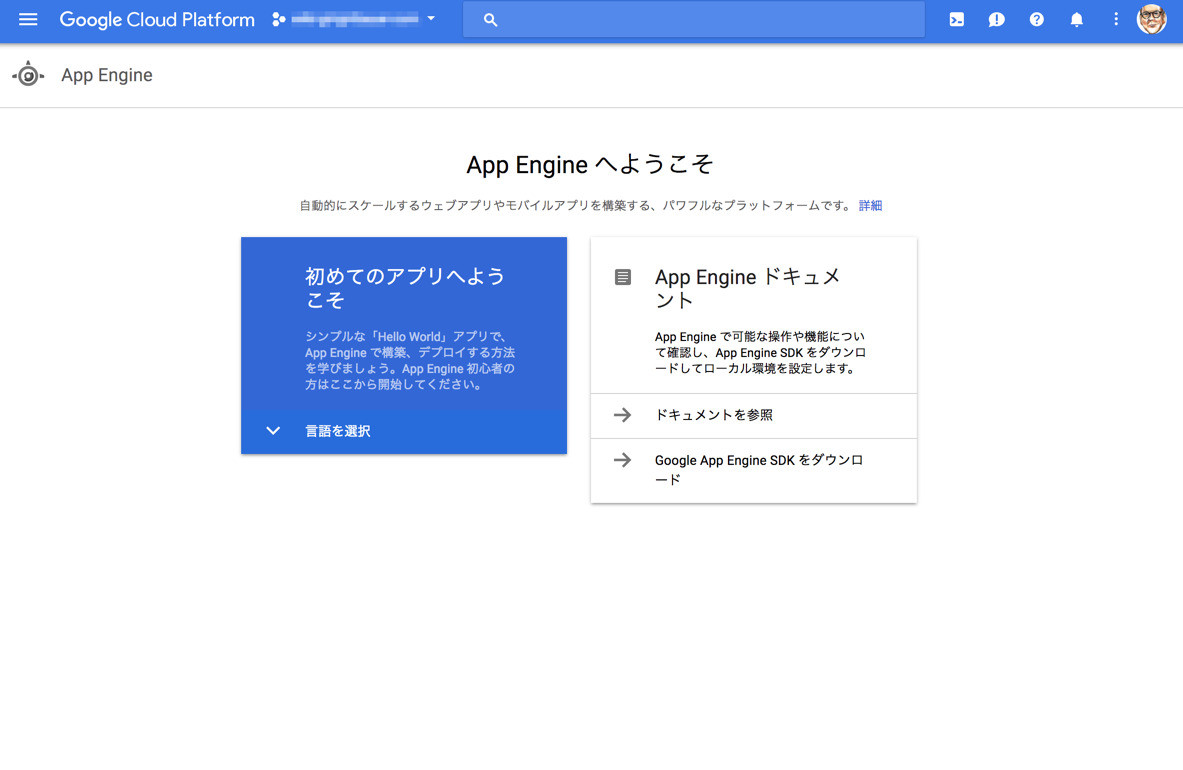 Google Cloud Platform
App Engine
App Engine へようこそ
自動的にスケールするウェブアプリやモバイルアプリを構築する、パワフルなプラットフォームです。 詳細
初めてのアプリへよう
こそ
シンプルな「Hello World」アプリで、
App Engine で構築、デプロイする方法
を学びましょう。App Engine 初心者の
方はここから開始してください。
言語を選択
App Engine ドキュメ
ント
App Engine で可能な操作や機能につい
て確認し、App Engine SDK をダウンロ
ードしてローカル環境を設定します。
ドキュメントを参照
Google App Engine SDK をダウンロ
ード